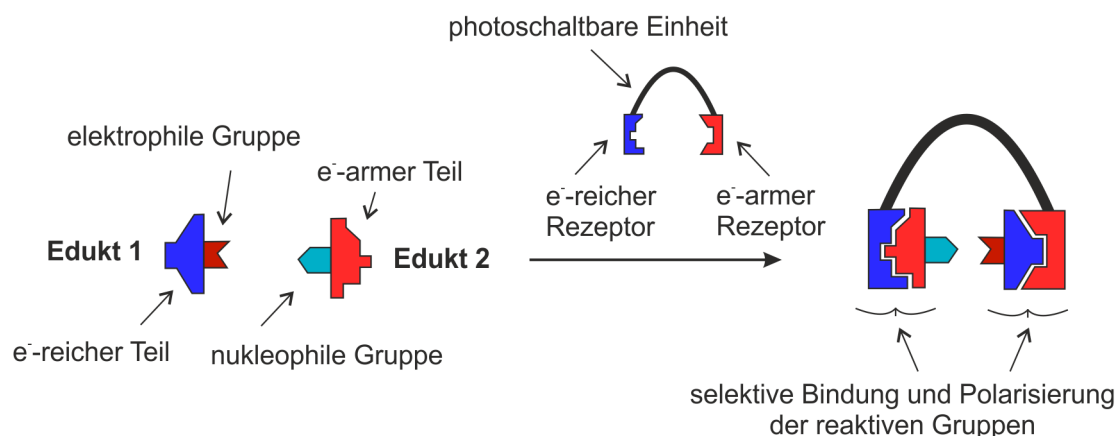 photoschaltbare Einheit
elektrophile Gruppe
e⁻-armer Teil
e⁻-reicher
Rezeptor
e⁻-armer
Rezeptor
Edukt 1
Edukt 2
e⁻-reicher Teil
nukleophile Gruppe
selektive Bindung und Polarisierung
der reaktiven Gruppen